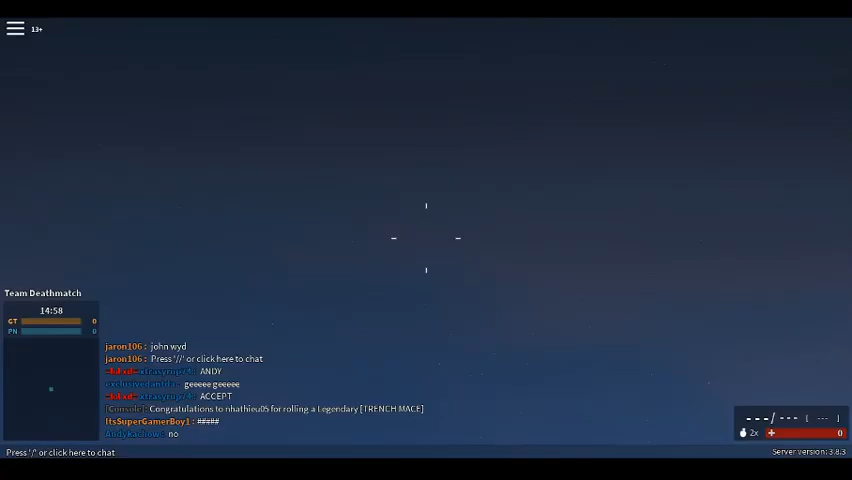 13+
Team Deathmatch
14:58
GT 0
PN 0
jaron106 : john wyd
jaron106 : Press '/' or click here to chat
ANDY
geeeee geeeee
ACCEPT
[Console]: Congratulations to nhathieu05 for rolling a Legendary [TRENCH MACE]
ItsSuperGamerBoy1 : #####
Andykachow : no
Press '/' or click here to chat
---/--- [ --- ]
2x + 0
Server version: 3.8.3